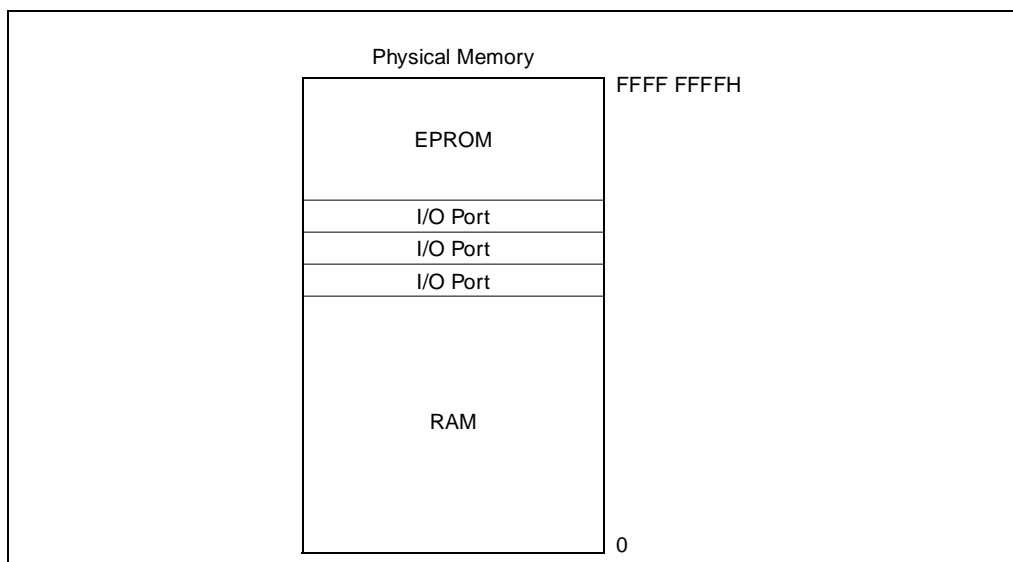 Physical Memory
FFFF FFFFH
EPROM
I/O Port
I/O Port
I/O Port
RAM
0